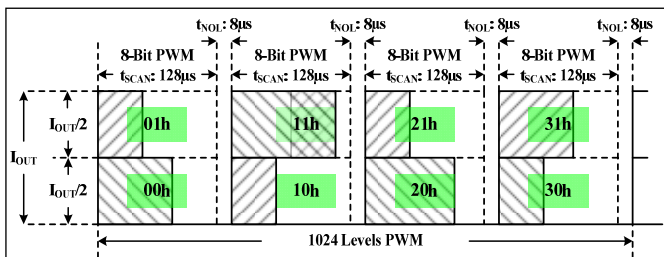 tNOL: 8μs tNOL: 8μs tNOL: 8μs tNOL: 8μs
8-Bit PWM 8-Bit PWM 8-Bit PWM 8-Bit PWM
tSCAN: 128μs tSCAN: 128μs tSCAN: 128μs tSCAN: 128μs
IOUT/2 01h 11h 21h 31h
IOUT
IOUT/2 00h 10h 20h 30h
1024 Levels PWM